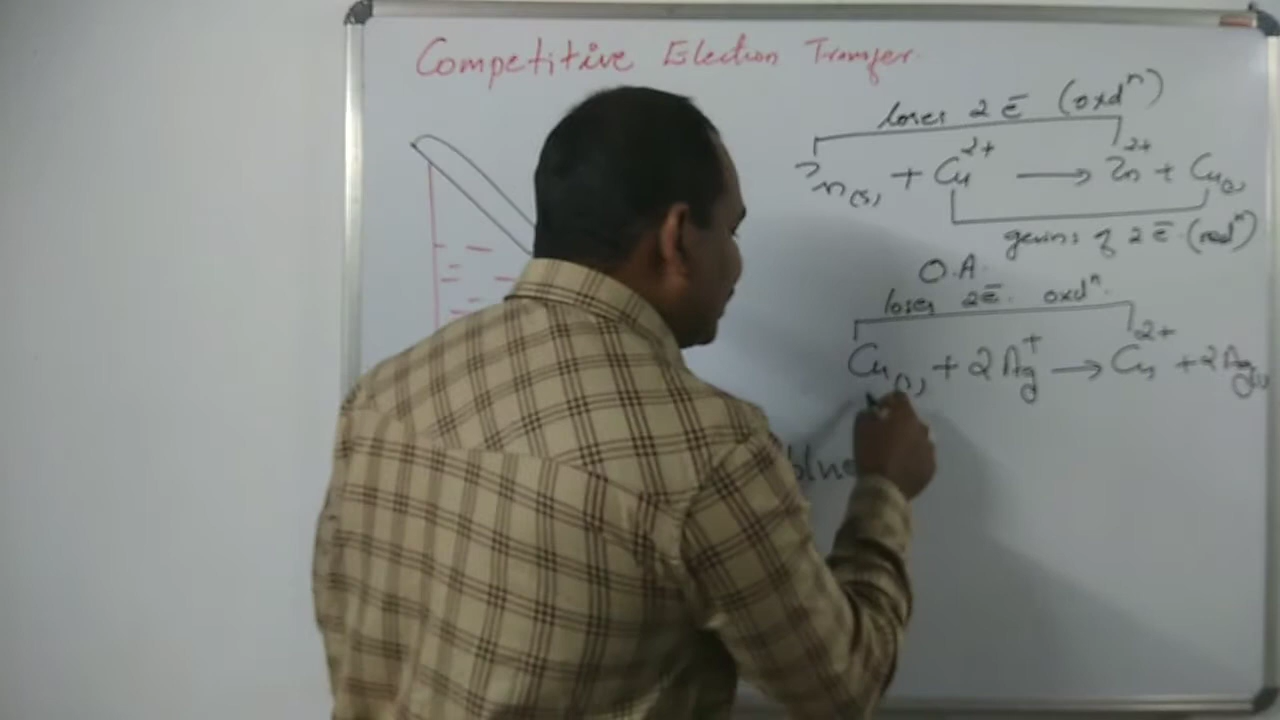 Competitive Electron Transfer.
loses 2e̅ (oxdⁿ)
Zn(s) + Cu²⁺ ⟶ Zn²⁺ + Cu(s)
gains of 2e̅ (redⁿ)
O.A.
loses 2e̅. oxdⁿ.
Cu(s) + 2Ag⁺ ⟶ Cu²⁺ + 2Ag(s)
blue